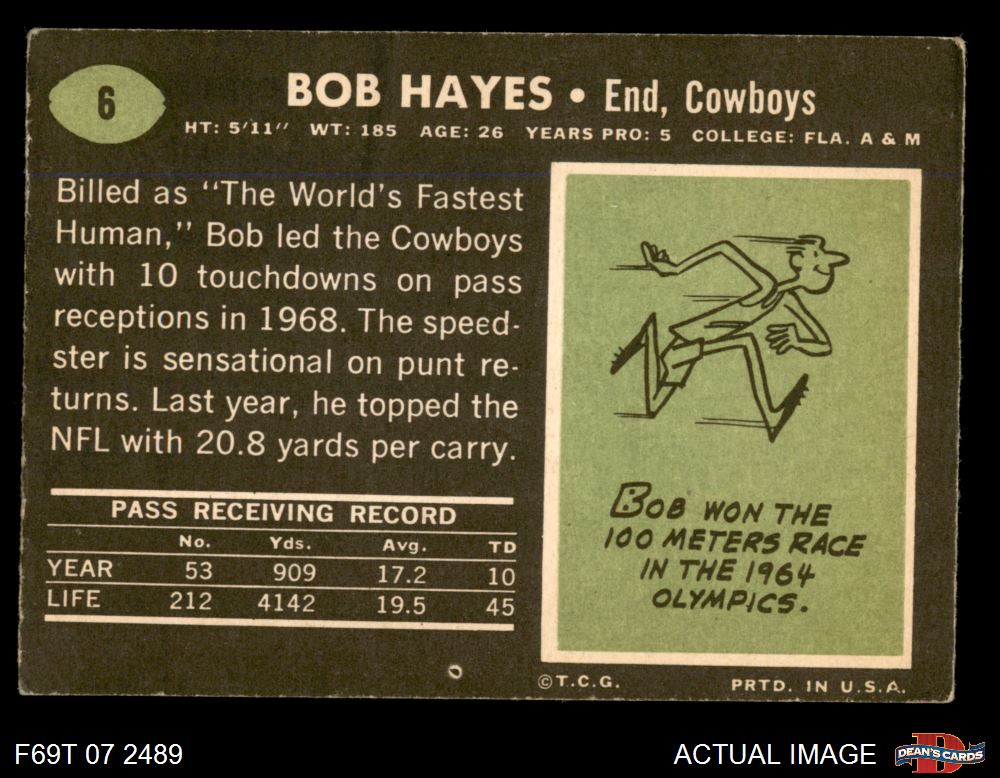 6
BOB HAYES • End, Cowboys
HT: 5'11" WT: 185 AGE: 26 YEARS PRO: 5 COLLEGE: FLA. A & M
Billed as "The World's Fastest
Human," Bob led the Cowboys
with 10 touchdowns on pass
receptions in 1968. The speed-
ster is sensational on punt re-
turns. Last year, he topped the
NFL with 20.8 yards per carry.
PASS RECEIVING RECORD
No. Yds. Avg. TD
YEAR 53 909 17.2 10
LIFE 212 4142 19.5 45
BOB WON THE
100 METERS RACE
IN THE 1964
OLYMPICS.
©T.C.G. PRTD. IN U.S.A.
F69T 07 2489
ACTUAL IMAGE
D
DEAN'S CARDS